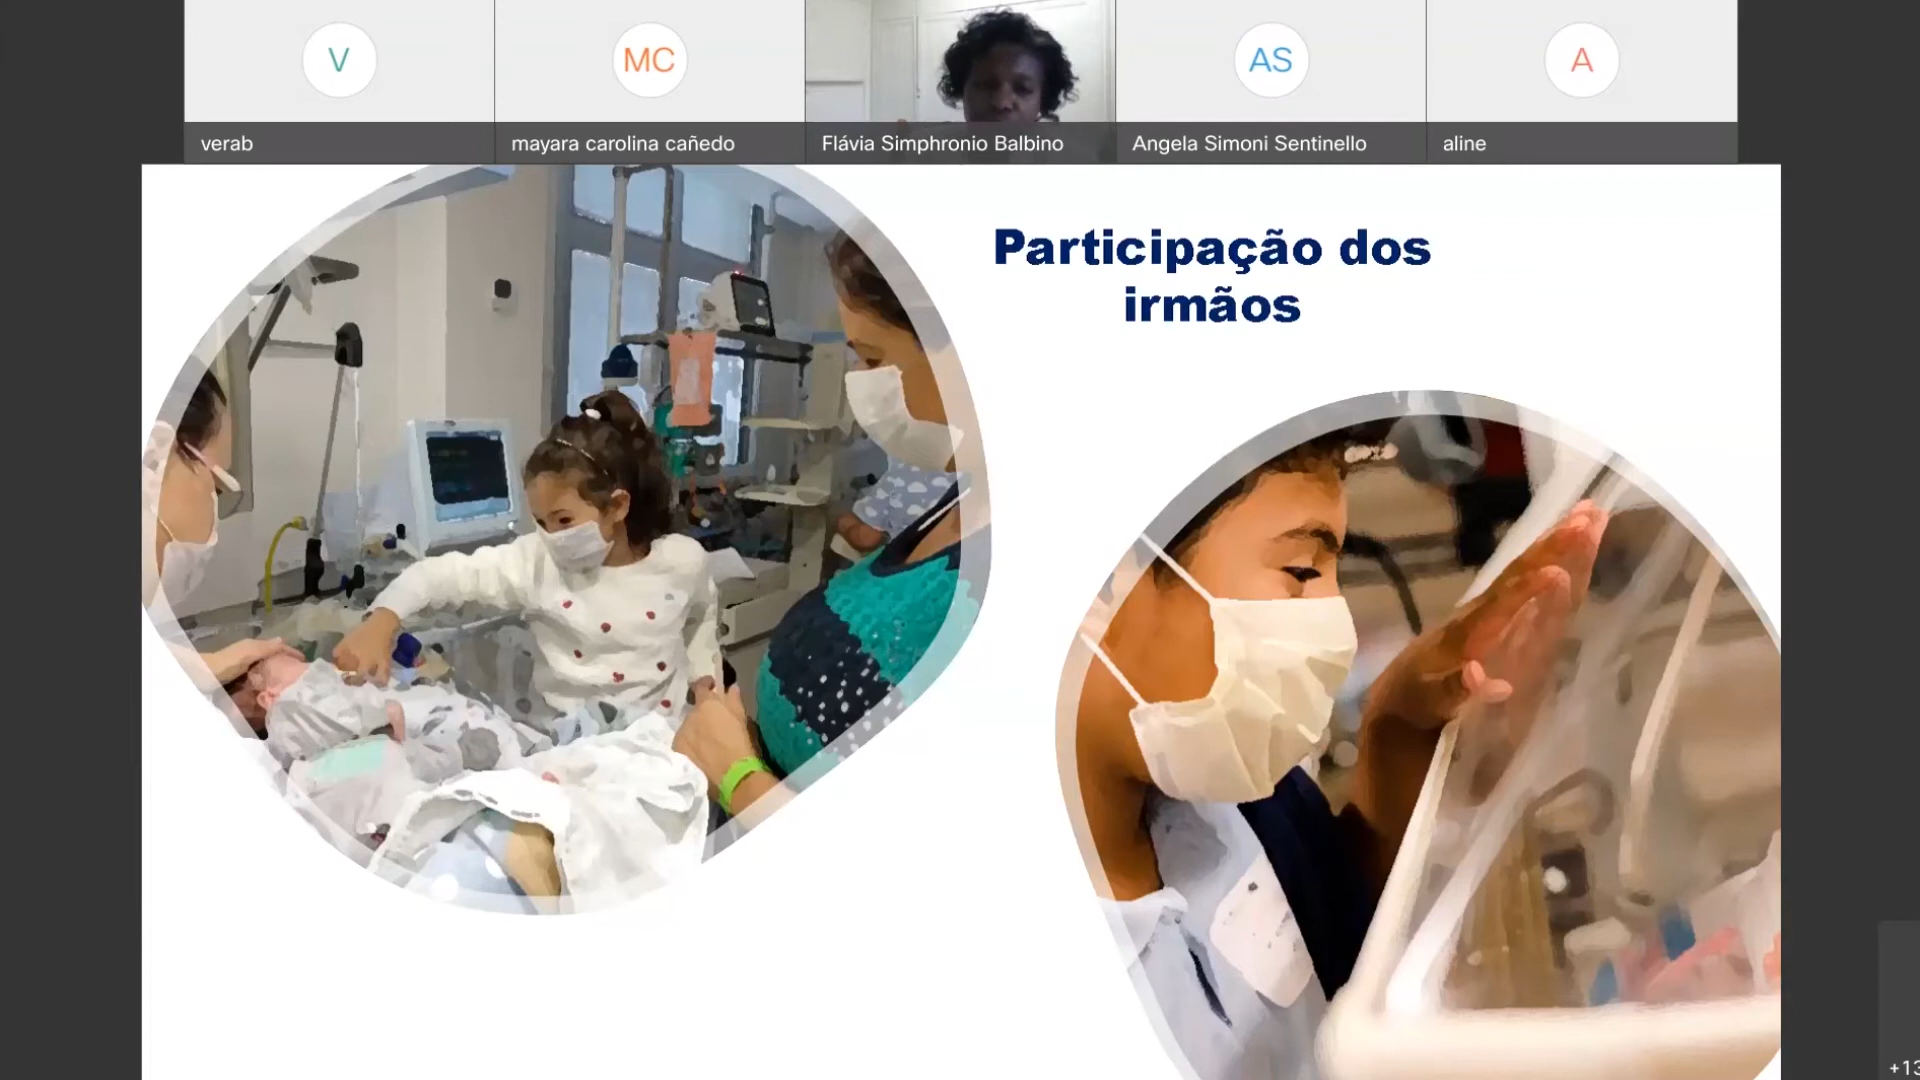 V
MC
AS
A
verab
mayara carolina cañedo
Flávia Simphronio Balbino
Angela Simoni Sentinello
aline
Participação dos
irmãos
+13